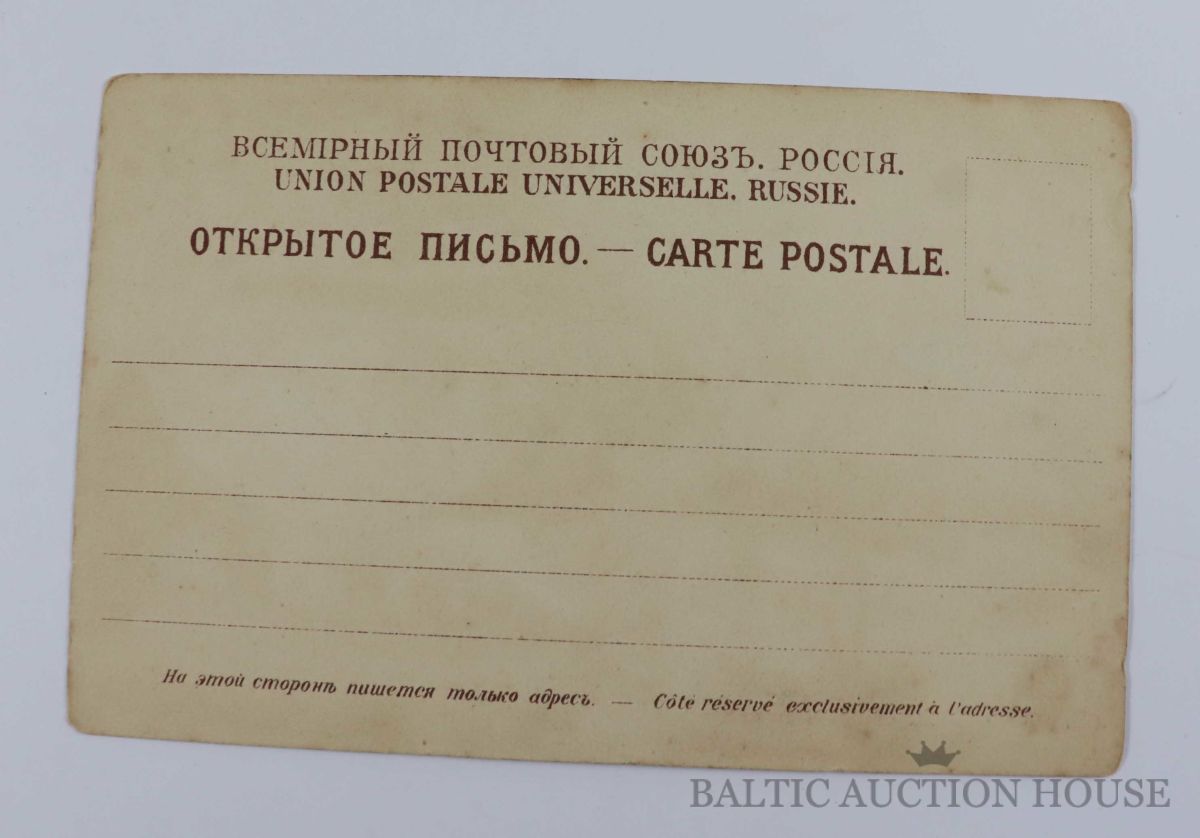 ВСЕМІРНЫЙ ПОЧТОВЫЙ СОЮЗЪ. РОССІЯ.
UNION POSTALE UNIVERSELLE. RUSSIE.
ОТКРЫТОЕ ПИСЬМО. — CARTE POSTALE.
На этой сторонѣ пишется только адресъ. — Côté réservé exclusivement à l'adresse.
BALTIC AUCTION HOUSE